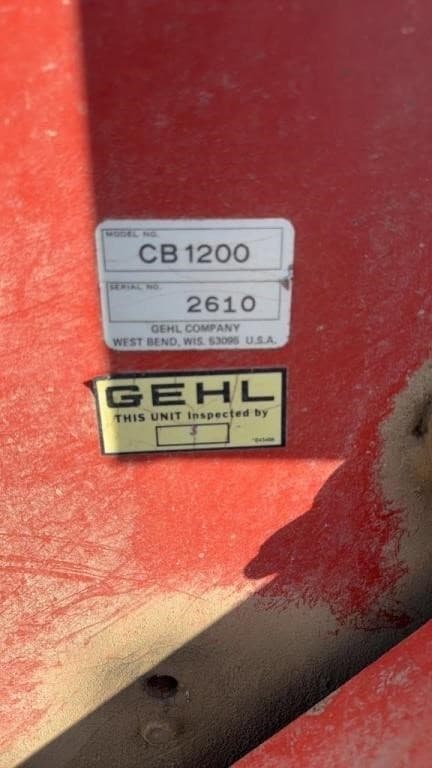 MODEL NO.
CB1200
SERIAL NO.
2610
GEHL COMPANY
WEST BEND, WIS. 53095 U.S.A.
GEHL
THIS UNIT Inspected by